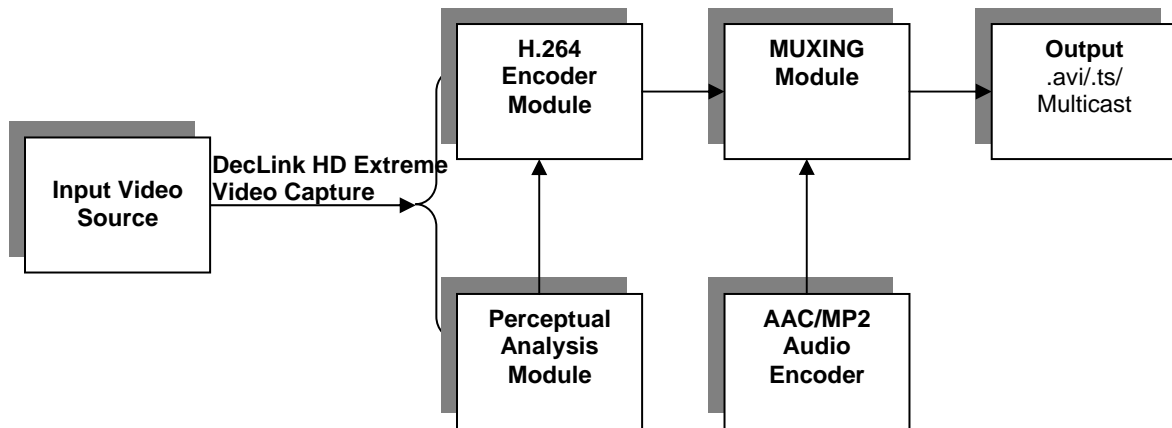 H.264
Encoder
Module
MUXING
Module
Output
.avi/.ts/
Multicast
DecLink HD Extreme
Video Capture
Input Video
Source
Perceptual
Analysis
Module
AAC/MP2
Audio
Encoder